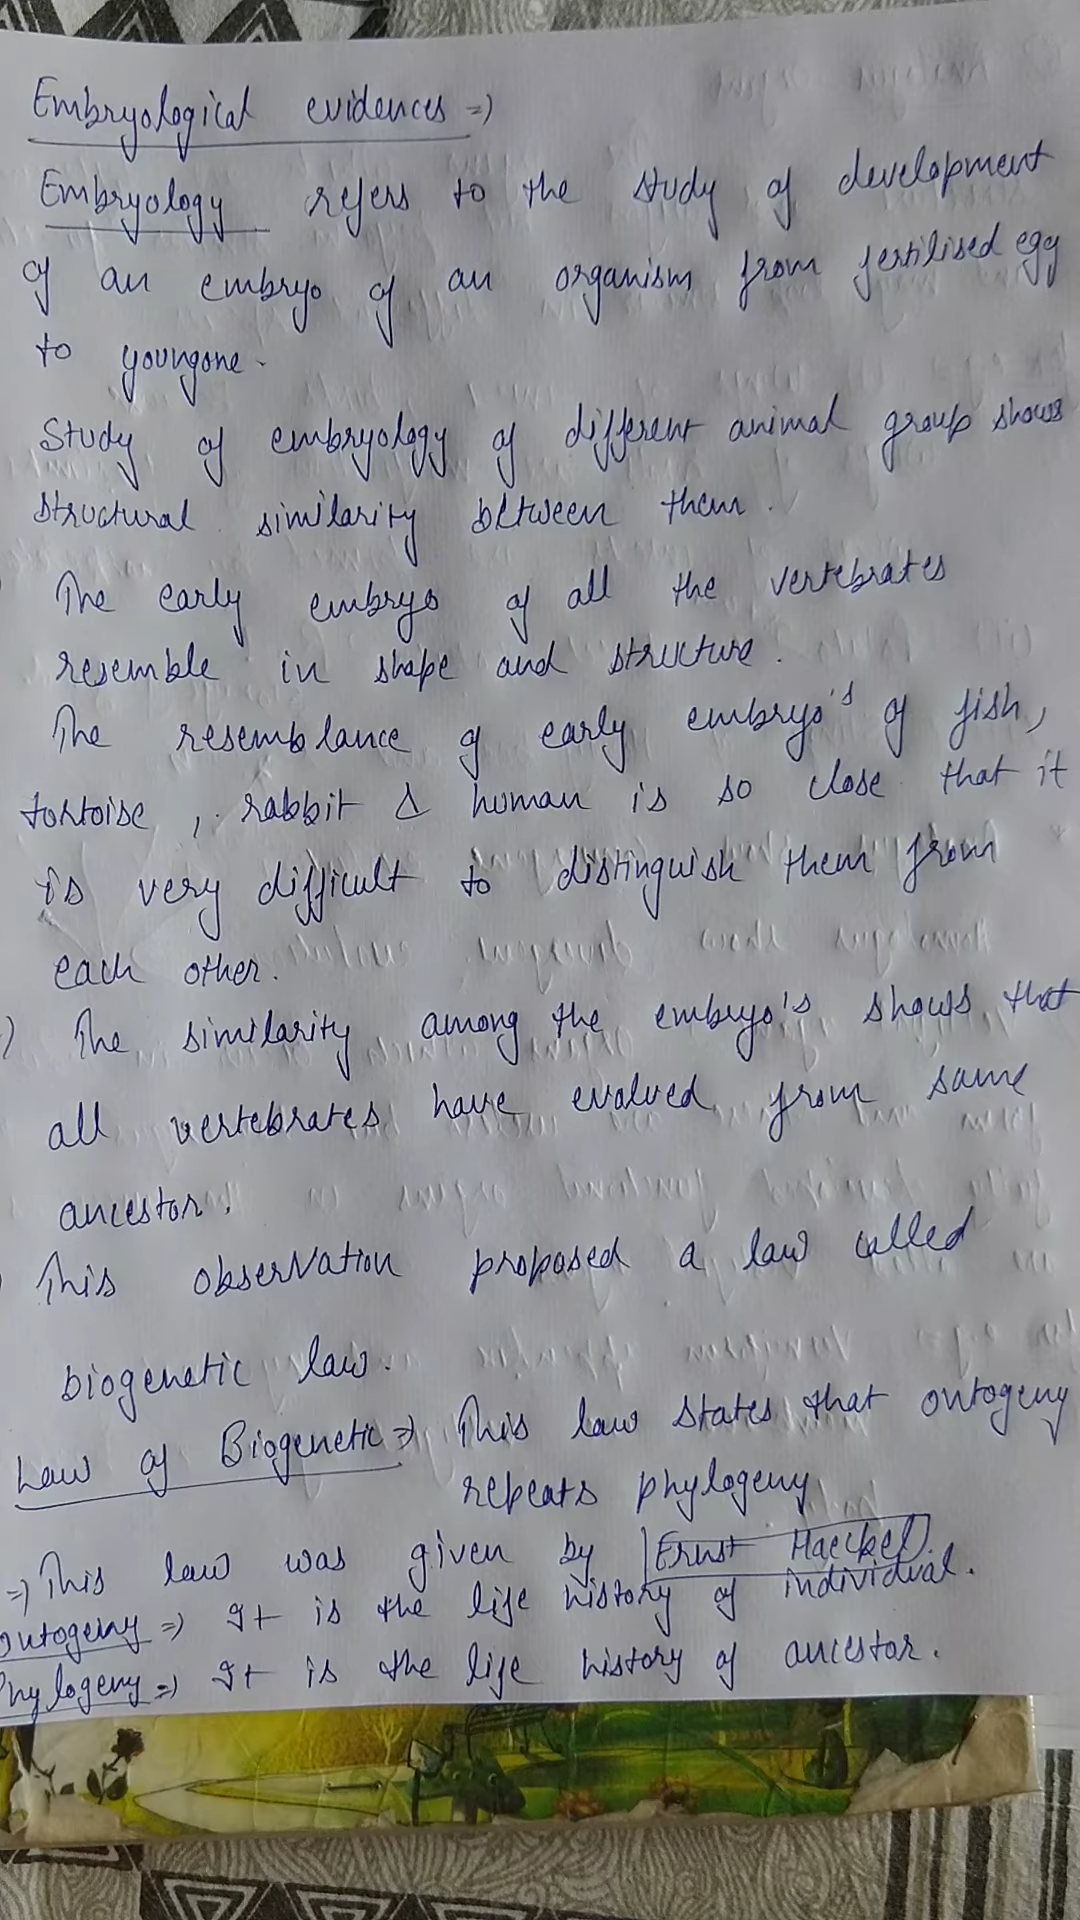 Embryological evidences =>
Embryology refers to the study of development
of an embryo of an organism from fertilised egg
to youngone.
Study of embryology of different animal group shows
structural similarity between them.
The early embryo of all the vertebrates
resemble in shape and structure.
The resemblance of early embryo's of fish,
tortoise, rabbit & human is so close that it
is very difficult to distinguish them from
each other.
The similarity among the embryo's shows that
all vertebrates have evolved from same
ancestor.
This observation proposed a law called
biogenetic law.
Law of Biogenetic => This law states that ontogeny
repeats phylogeny
=> This law was given by Ernst Haeckel.
Ontogeny => It is the life history of individual.
Phylogeny => It is the life history of ancestor.